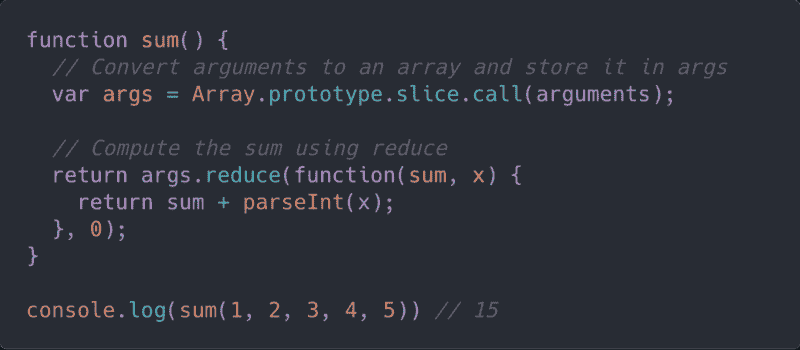 function sum() {
  // Convert arguments to an array and store it in args
  var args = Array.prototype.slice.call(arguments);

  // Compute the sum using reduce
  return args.reduce(function(sum, x) {
    return sum + parseInt(x);
  }, 0);
}

console.log(sum(1, 2, 3, 4, 5)) // 15